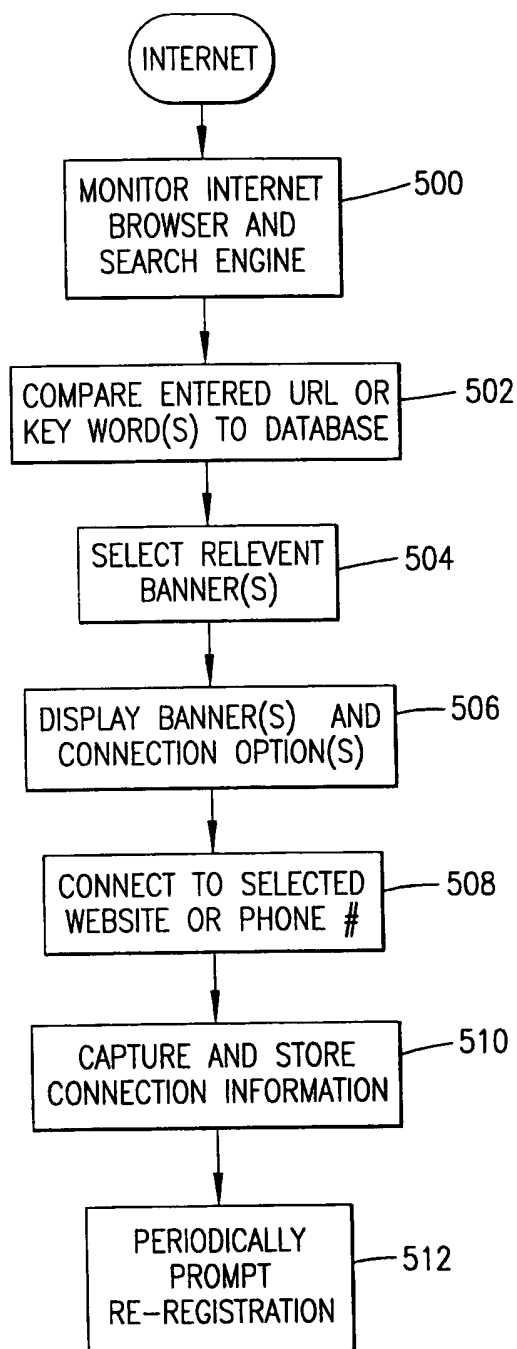 INTERNET
MONITOR INTERNET
BROWSER AND
SEARCH ENGINE
500
COMPARE ENTERED URL OR
KEY WORD(S) TO DATABASE
502
SELECT RELEVENT
BANNER(S)
504
DISPLAY BANNER(S) AND
CONNECTION OPTION(S)
506
CONNECT TO SELECTED
WEBSITE OR PHONE #
508
CAPTURE AND STORE
CONNECTION INFORMATION
510
PERIODICALLY
PROMPT
RE-REGISTRATION
512